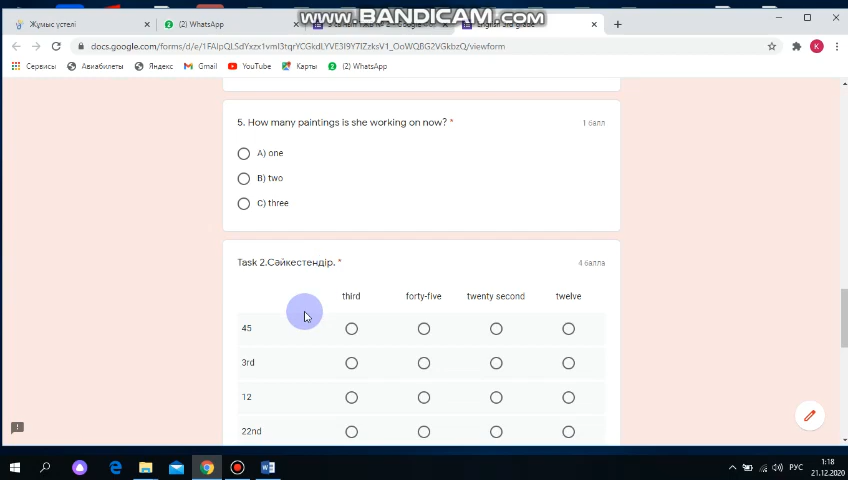 WWW.BANDICAM.COM
Жұмыс үстелі
(2) WhatsApp
English 3rd grade
docs.google.com/forms/d/e/1FAIpQLSdYxzx1vml3tqrYCGkdLYVE3I9Y7IZzksV1_OoWQBG2VGkbzQ/viewform
K
Сервисы
Авиабилеты
Яндекс
Gmail
YouTube
Карты
(2) WhatsApp
5. How many paintings is she working on now? *
1 балл
A) one
B) two
C) three
Task 2.Сәйкестендір. *
4 балла
third forty-five twenty second twelve
45
3rd
12
22nd
РУС
1:18
21.12.2020